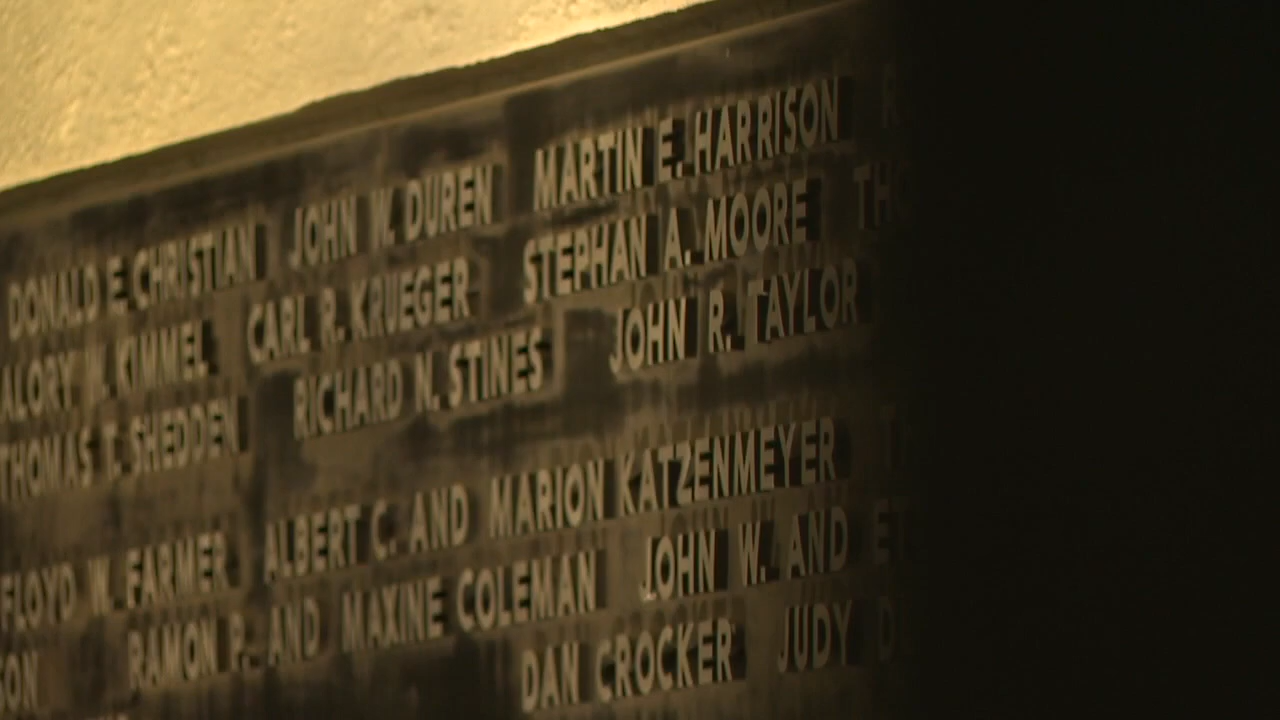 DONALD E. CHRISTIAN JOHN W. DUREN MARTIN E. HARRISON
KIMMEL CARL R. KRUEGER STEPHAN A. MOORE
THOMAS T. SHEDDEN RICHARD N. STINES JOHN R. TAYLOR
FLOYD W. FARMER ALBERT C. AND MARION KATZENMEYER
RAMON P. AND MAXINE COLEMAN JOHN W. AND
DAN CROCKER JUDY